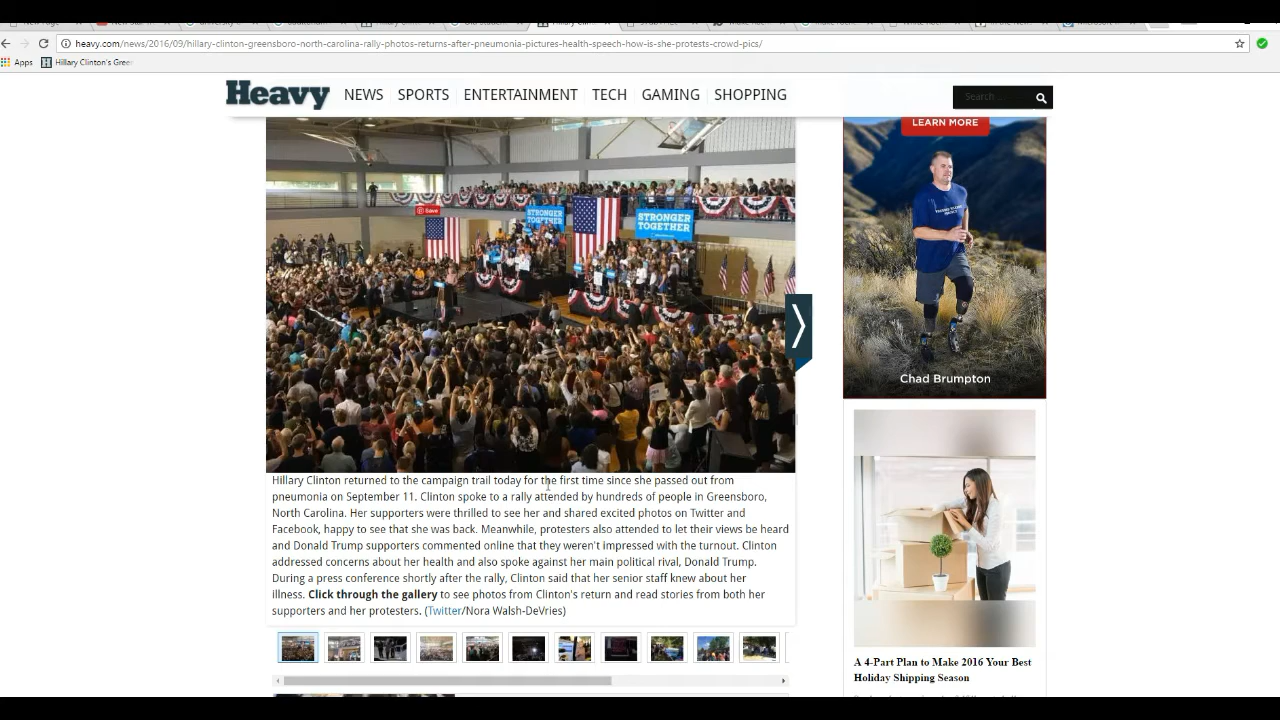 heavy.com/news/2016/09/hillary-clinton-greensboro-north-carolina-rally-photos-returns-after-pneumonia-pictures-health-speech-how-is-she-protests-crowd-pics/
Apps Hillary Clinton's Gree
Heavy NEWS SPORTS ENTERTAINMENT TECH GAMING SHOPPING Search
LEARN MORE
Save
STRONGER TOGETHER
STRONGER TOGETHER
Chad Brumpton
Hillary Clinton returned to the campaign trail today for the first time since she passed out from
pneumonia on September 11. Clinton spoke to a rally attended by hundreds of people in Greensboro,
North Carolina. Her supporters were thrilled to see her and shared excited photos on Twitter and
Facebook, happy to see that she was back. Meanwhile, protesters also attended to let their views be heard
and Donald Trump supporters commented online that they weren't impressed with the turnout. Clinton
addressed concerns about her health and also spoke against her main political rival, Donald Trump.
During a press conference shortly after the rally, Clinton said that her senior staff knew about her
illness. Click through the gallery to see photos from Clinton's return and read stories from both her
supporters and her protesters. (Twitter/Nora Walsh-DeVries)
A 4-Part Plan to Make 2016 Your Best
Holiday Shipping Season